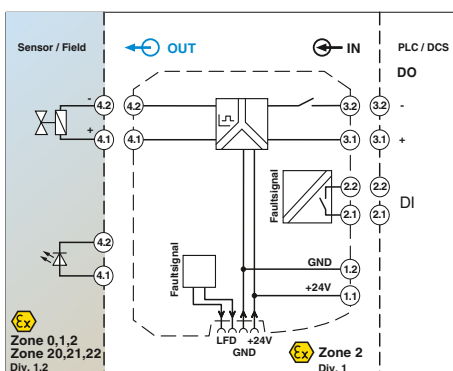 Sensor / Field
OUT
IN
PLC / DCS
DO
- 4.2 4.2 3.2 3.2 -
+ 4.1 4.1 3.1 3.1 +
Faultsignal
2.2 2.2
DI
2.1 2.1
4.2
4.1
Faultsignal
GND 1.2
+24V 1.1
LFD +24V
GND
Ex
Zone 0,1,2
Zone 20,21,22
Div. 1,2
Ex
Zone 2
Div. 1